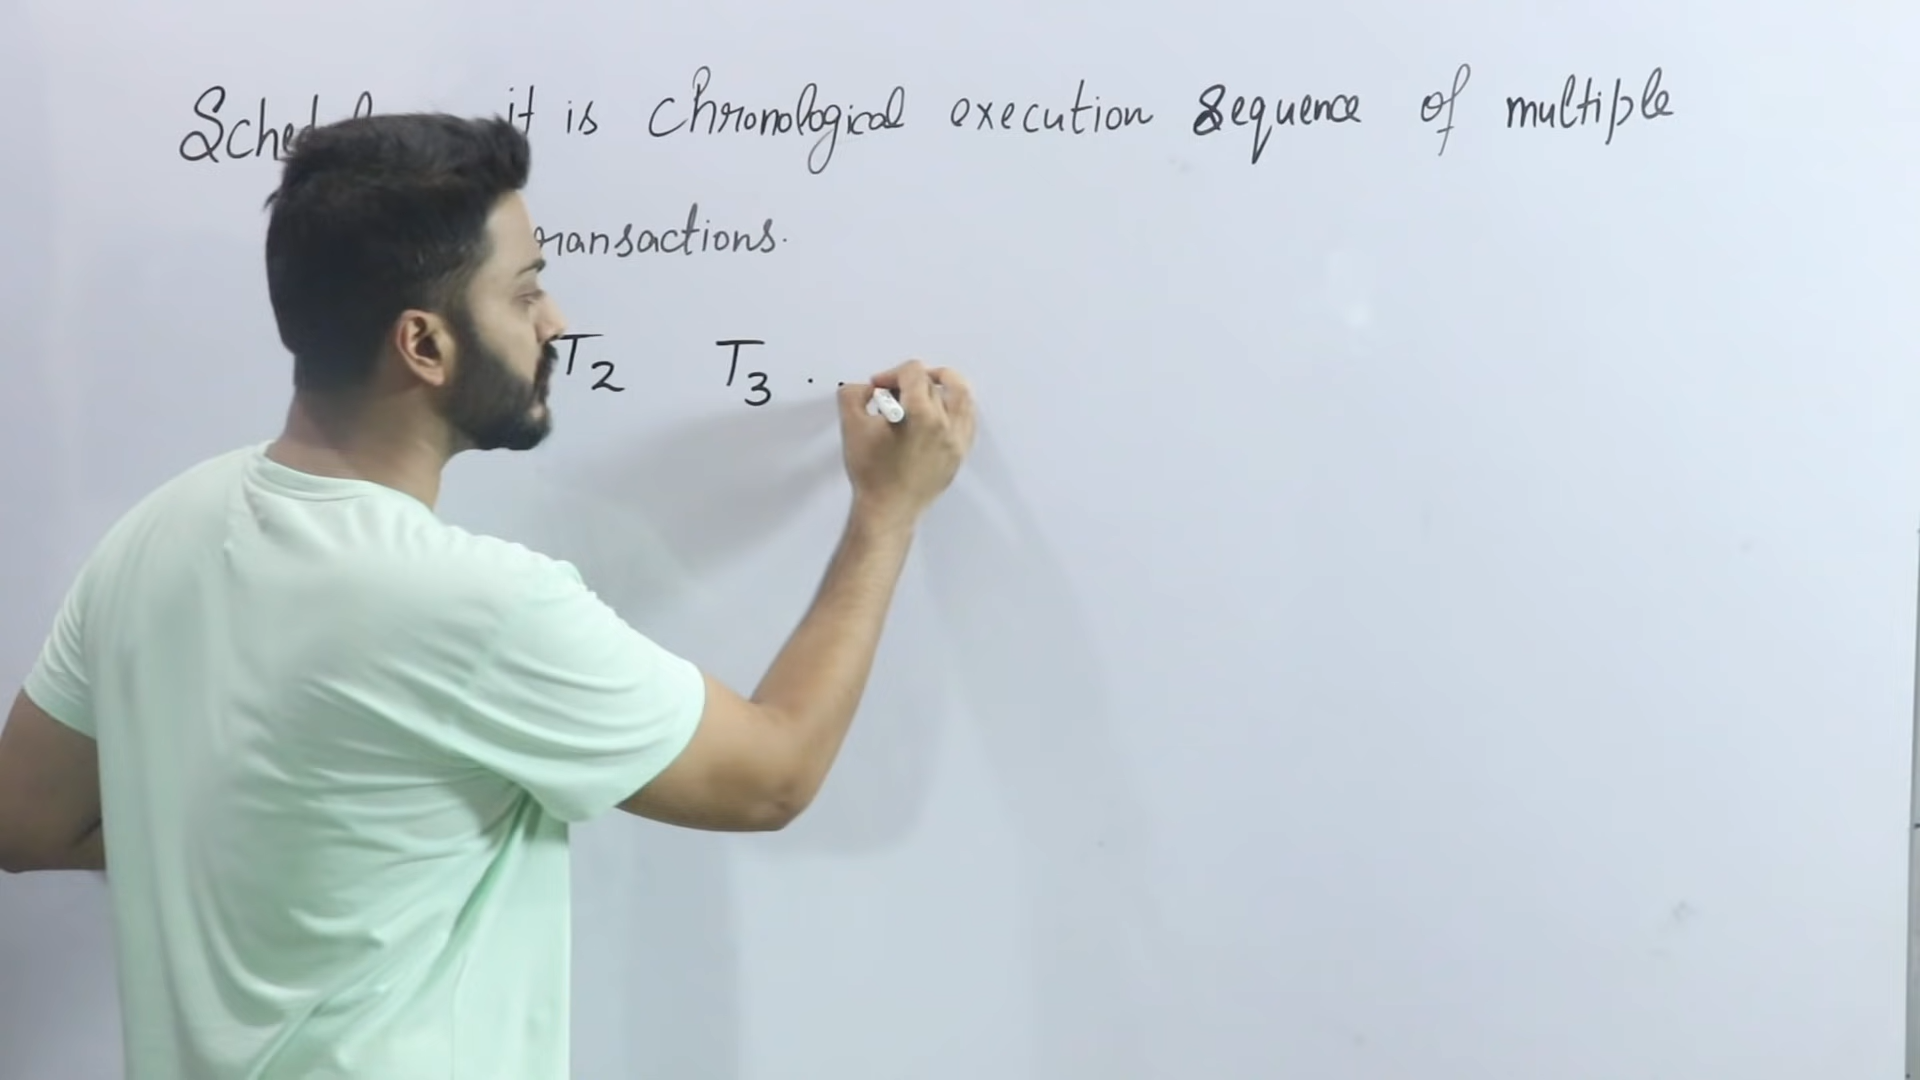 it is Chronological execution sequence of multiple
ransactions.
T2 T3 ..